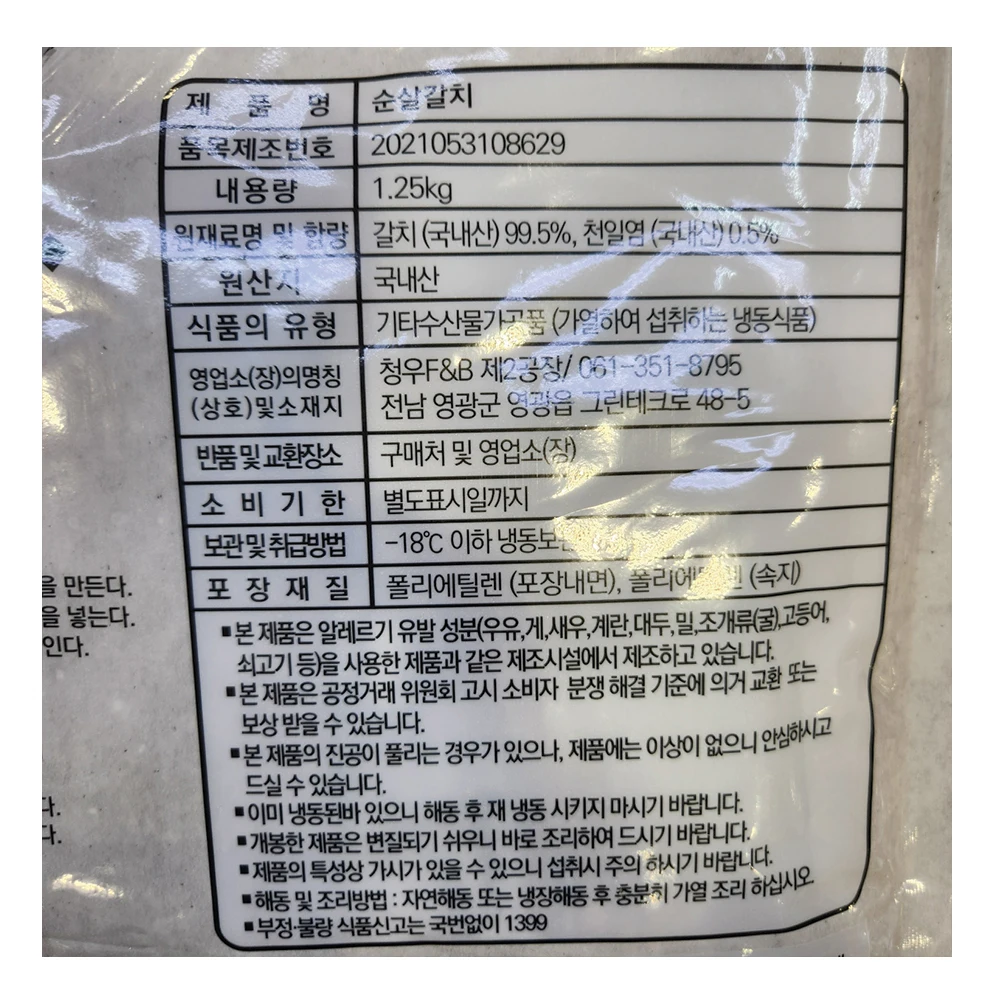 제 품 명 순살갈치
품목제조번호 2021053108629
내용량 1.25kg
원재료명 및 함량 갈치 (국내산) 99.5%, 천일염 (국내산) 0.5%
원산지 국내산
식품의 유형 기타수산물가공품 (가열하여 섭취하는 냉동식품)
영업소(장)의명칭 청우F&B 제2공장/ 061-351-8795
(상호)및소재지 전남 영광군 영광읍 그린테크로 48-5
반품및교환장소 구매처 및 영업소(장)
소 비 기 한 별도표시일까지
보관및취급방법 -18℃ 이하
포 장 재 질 폴리에틸렌 (포장내면), 폴리에틸렌 (속지)
■본 제품은 알레르기 유발 성분(우유,게,새우,계란,대두,밀,조개류(굴),고등어,
쇠고기 등)을 사용한 제품과 같은 제조시설에서 제조하고 있습니다.
■본 제품은 공정거래 위원회 고시 소비자 분쟁 해결 기준에 의거 교환 또는
보상 받을 수 있습니다.
■본 제품의 진공이 풀리는 경우가 있으나, 제품에는 이상이 없으니 안심하시고
드실 수 있습니다.
■이미 냉동된바 있으니 해동 후 재 냉동 시키지 마시기 바랍니다.
■개봉한 제품은 변질되기 쉬우니 바로 조리하여 드시기 바랍니다.
■제품의 특성상 가시가 있을 수 있으니 섭취시 주의 하시기 바랍니다.
■해동 및 조리방법 : 자연해동 또는 냉장해동 후 충분히 가열 조리 하십시오
■부정·불량 식품신고는 국번없이 1399
을 만든다.
을 넣는다.
인다.
다.
다.